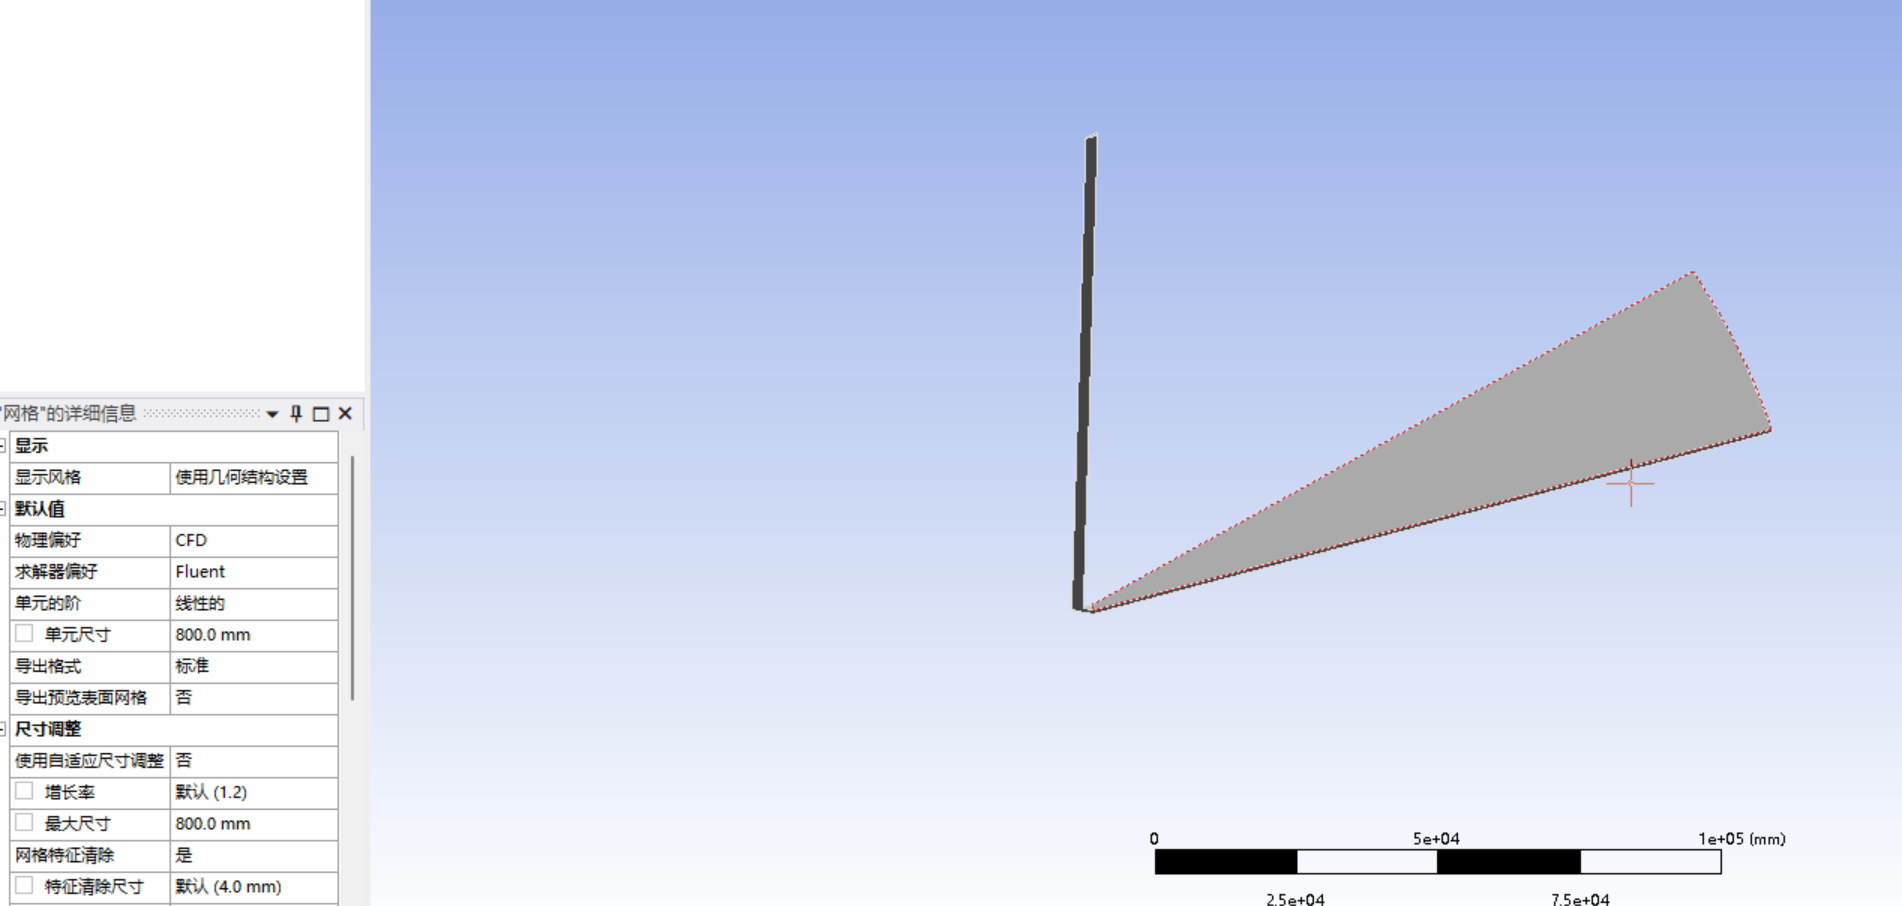 "网格"的详细信息
显示
显示风格 使用几何结构设置
默认值
物理偏好 CFD
求解器偏好 Fluent
单元的阶 线性的
单元尺寸 800.0 mm
导出格式 标准
导出预览表面网格 否
尺寸调整
使用自适应尺寸调整 否
增长率 默认 (1.2)
最大尺寸 800.0 mm
网格特征清除 是
特征清除尺寸 默认 (4.0 mm)
0 5e+04 1e+05 (mm)
2.5e+04 7.5e+04